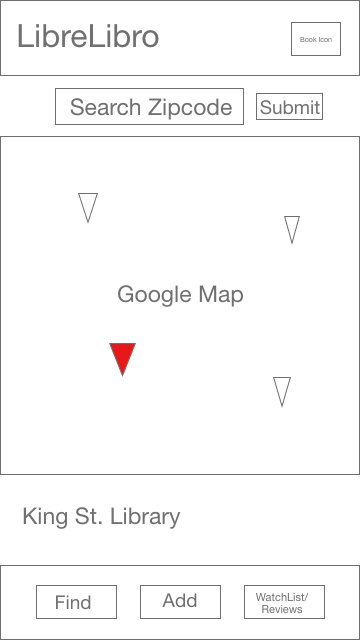 LibreLibro
Book Icon
Search Zipcode
Submit
Google Map
King St. Library
Find
Add
WatchList/
Reviews